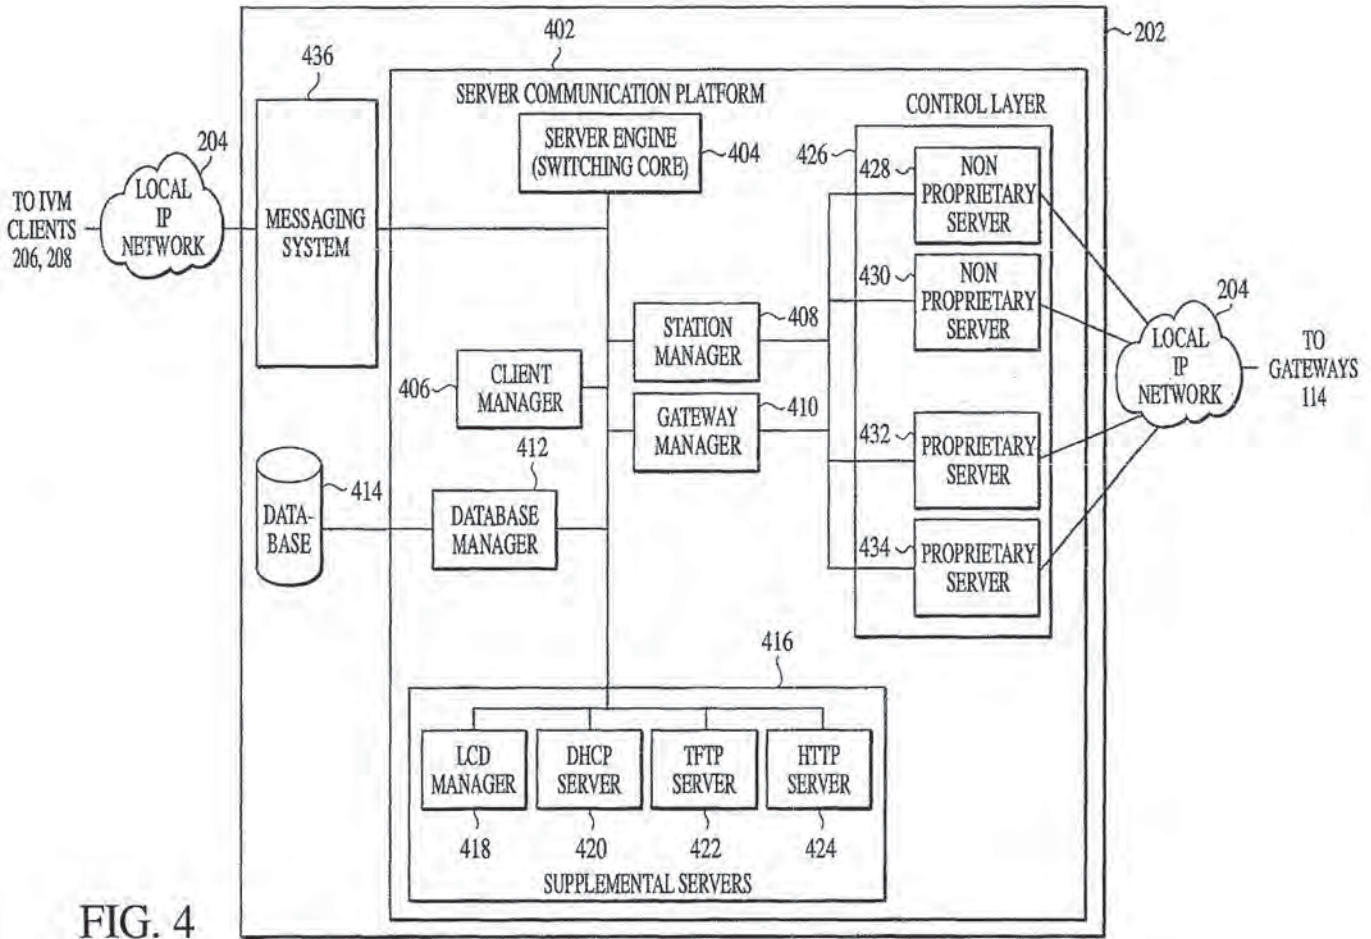 202
402
436
SERVER COMMUNICATION PLATFORM
CONTROL LAYER
SERVER ENGINE
(SWITCHING CORE)
404
426
428
NON
PROPRIETARY
SERVER
204
LOCAL
IP
NETWORK
TO IVM
CLIENTS
206, 208
MESSAGING
SYSTEM
430
NON
PROPRIETARY
SERVER
204
LOCAL
IP
NETWORK
TO
GATEWAYS
114
STATION
MANAGER
408
406
CLIENT
MANAGER
GATEWAY
MANAGER
410
432
PROPRIETARY
SERVER
412
414
DATA-
BASE
DATABASE
MANAGER
434
PROPRIETARY
SERVER
416
LCD
MANAGER
DHCP
SERVER
TFTP
SERVER
HTTP
SERVER
418
420
422
424
SUPPLEMENTAL SERVERS
FIG. 4